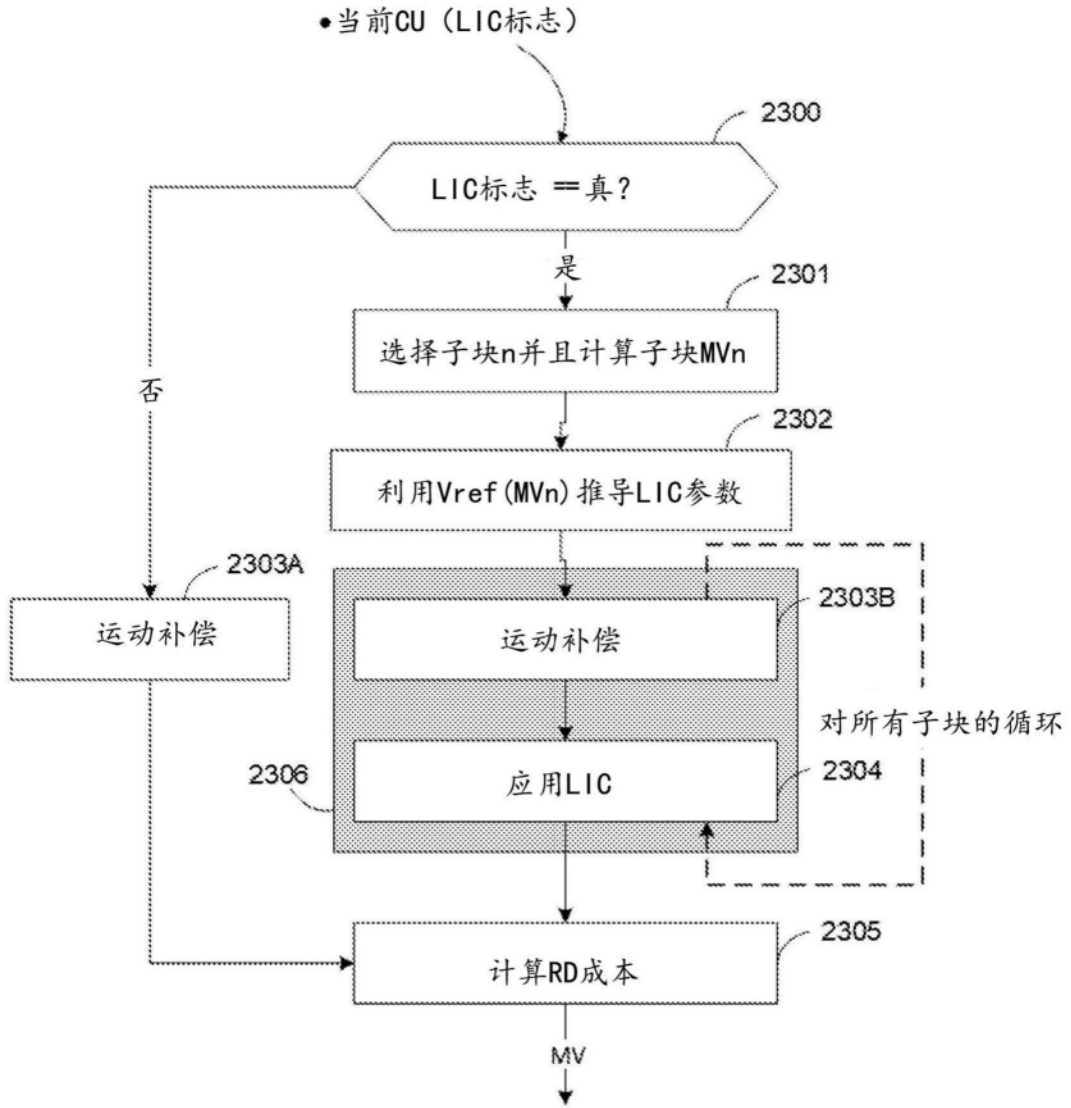 •当前CU（LIC标志）
2300
LIC标志 ==真？
是
2301
选择子块n并且计算子块MVn
否
2302
利用Vref(MVn)推导LIC参数
2303A
运动补偿
2303B
运动补偿
对所有子块的循环
2306
应用LIC
2304
2305
计算RD成本
MV